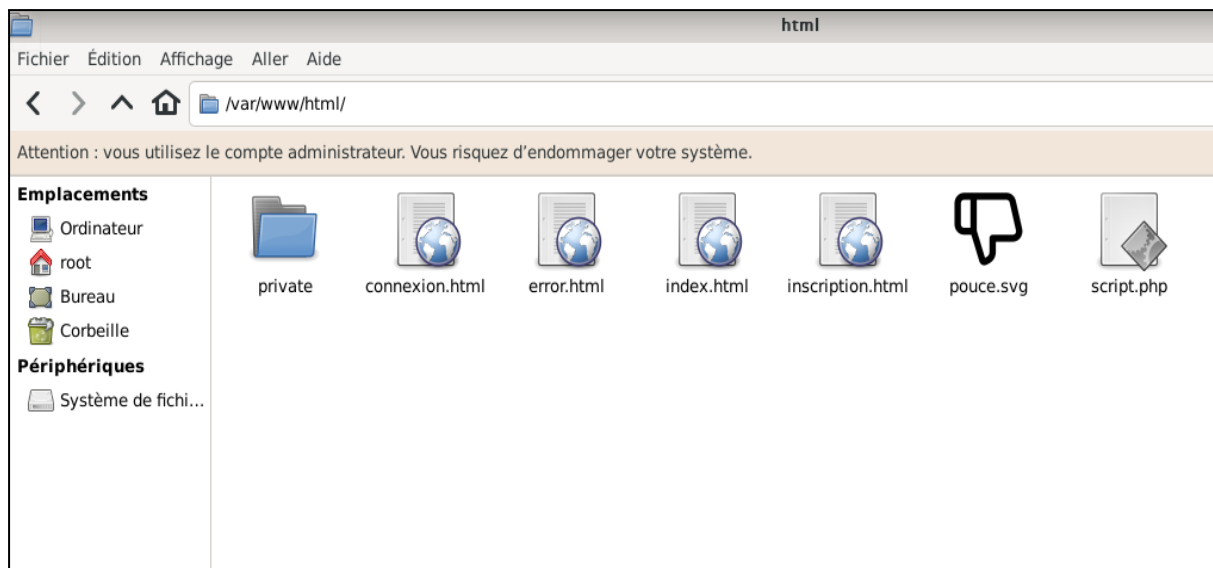 html
Fichier Édition Affichage Aller Aide
/var/www/html/
Attention : vous utilisez le compte administrateur. Vous risquez d’endommager votre système.
Emplacements
Ordinateur
root
Bureau
Corbeille
Périphériques
Système de fichi...
private connexion.html error.html index.html inscription.html pouce.svg script.php